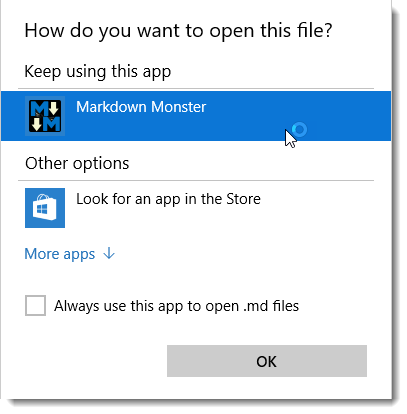 How do you want to open this file?
Keep using this app
Markdown Monster
Other options
Look for an app in the Store
More apps
Always use this app to open .md files
OK